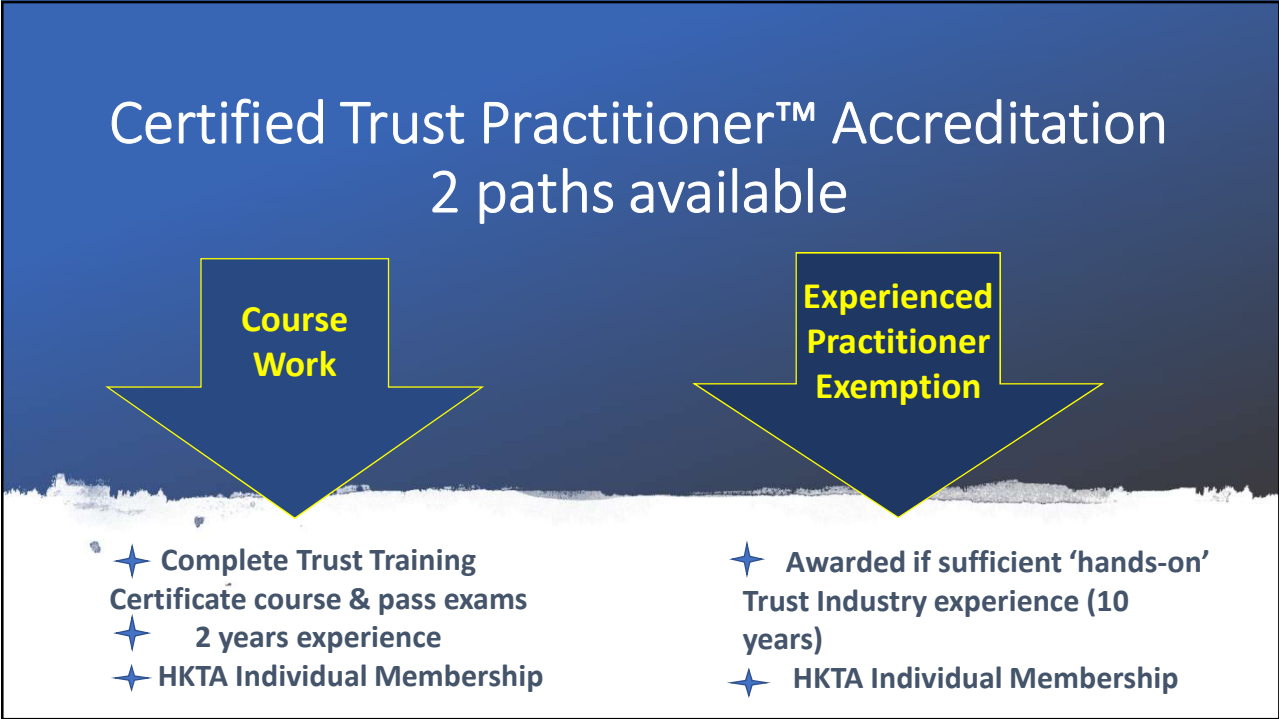 Certified Trust Practitioner™ Accreditation
2 paths available
Course
Work
Experienced
Practitioner
Exemption
Complete Trust Training
Certificate course & pass exams
2 years experience
HKTA Individual Membership
Awarded if sufficient ‘hands-on’
Trust Industry experience (10
years)
HKTA Individual Membership